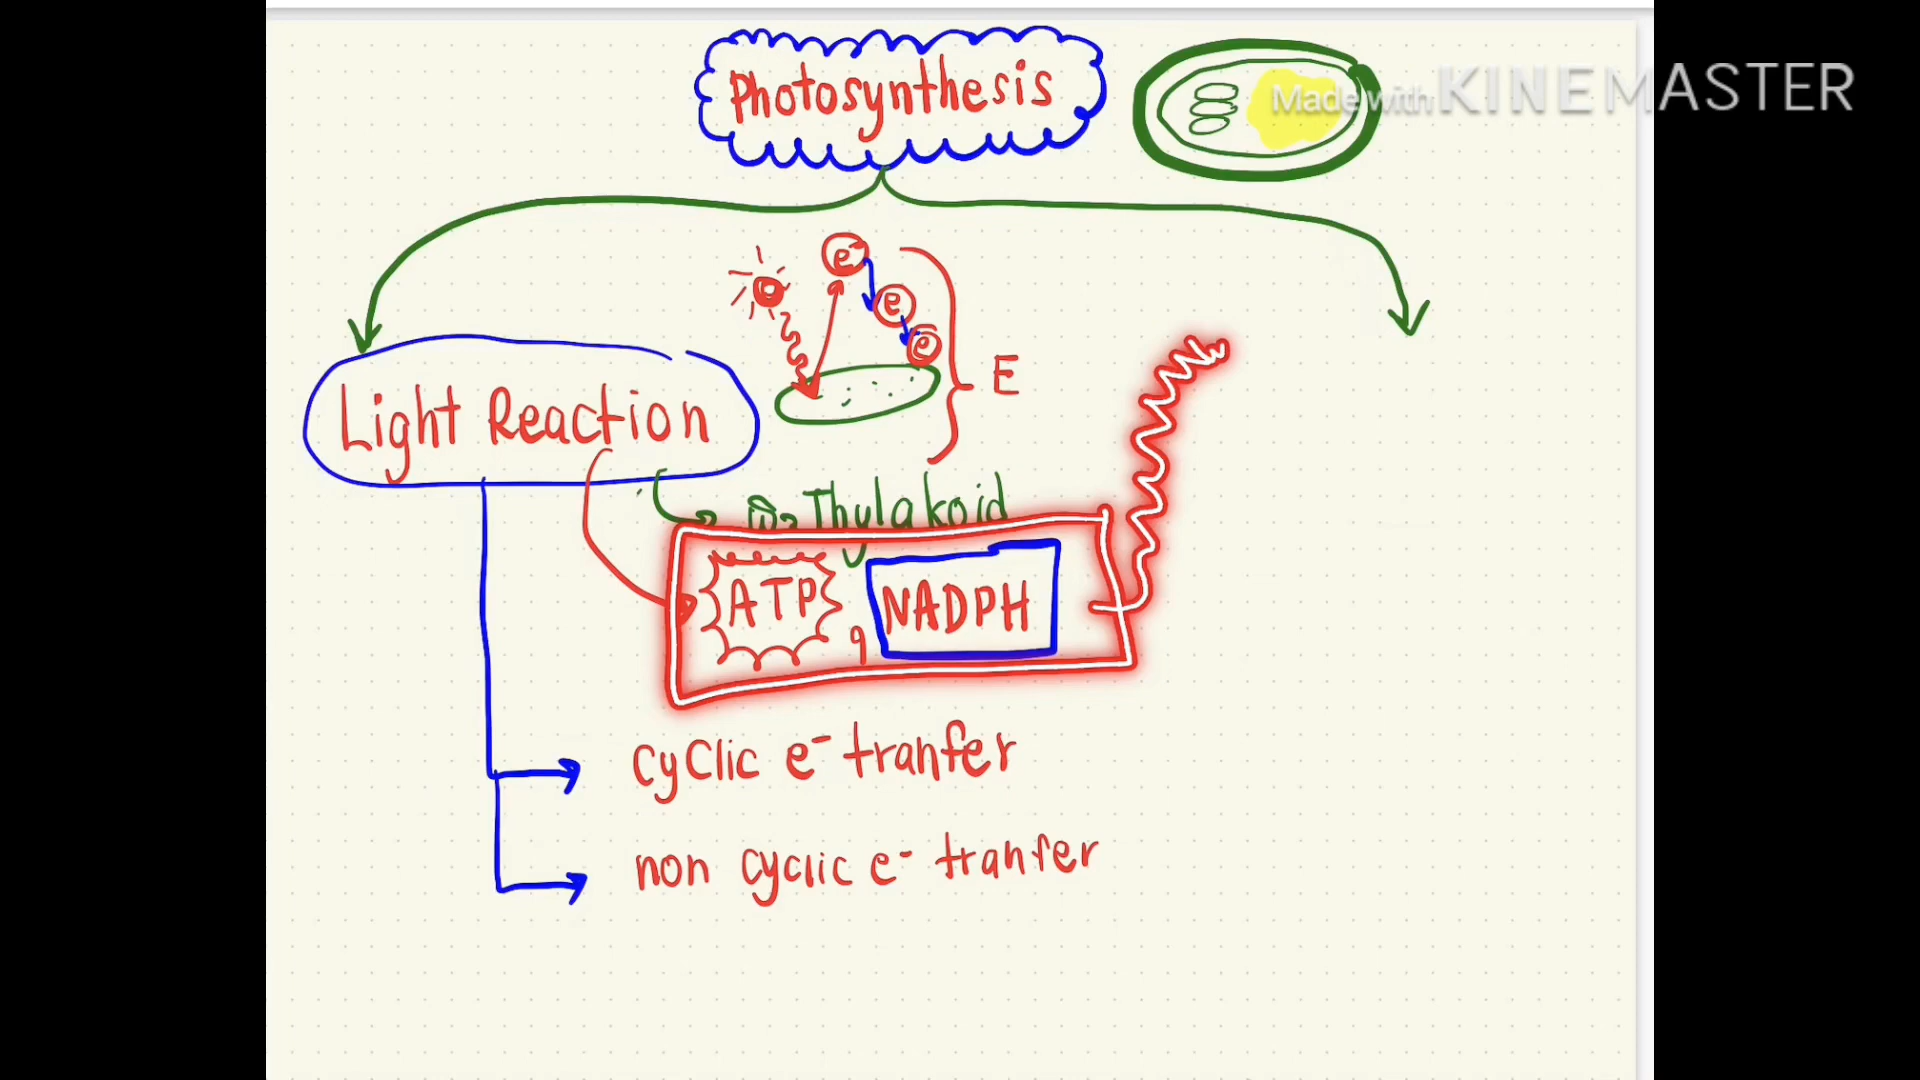 Photosynthesis
Made with KINEMASTER
e-
e
e
E
Light Reaction
Thylakoid
ATP, NADPH
cyclic e- tranfer
non cyclic e- tranfer